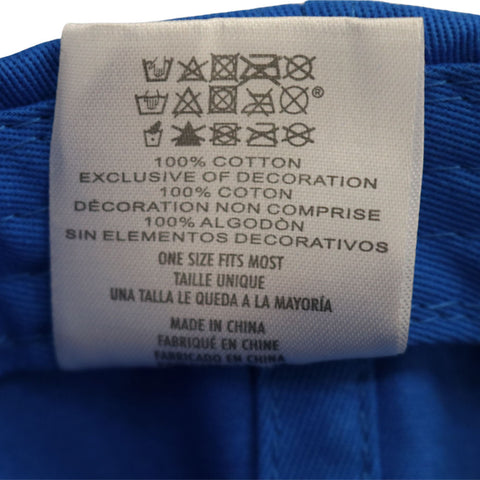 ®
100% COTTON
EXCLUSIVE OF DECORATION
100% COTON
DÉCORATION NON COMPRISE
100% ALGODÒN
SIN ELEMENTOS DECORATIVOS
ONE SIZE FITS MOST
TAILLE UNIQUE
UNA TALLA LE QUEDA A LA MAYORÍA
MADE IN CHINA
FABRIQUÉ EN CHINE
FABRICADO EN CHINA